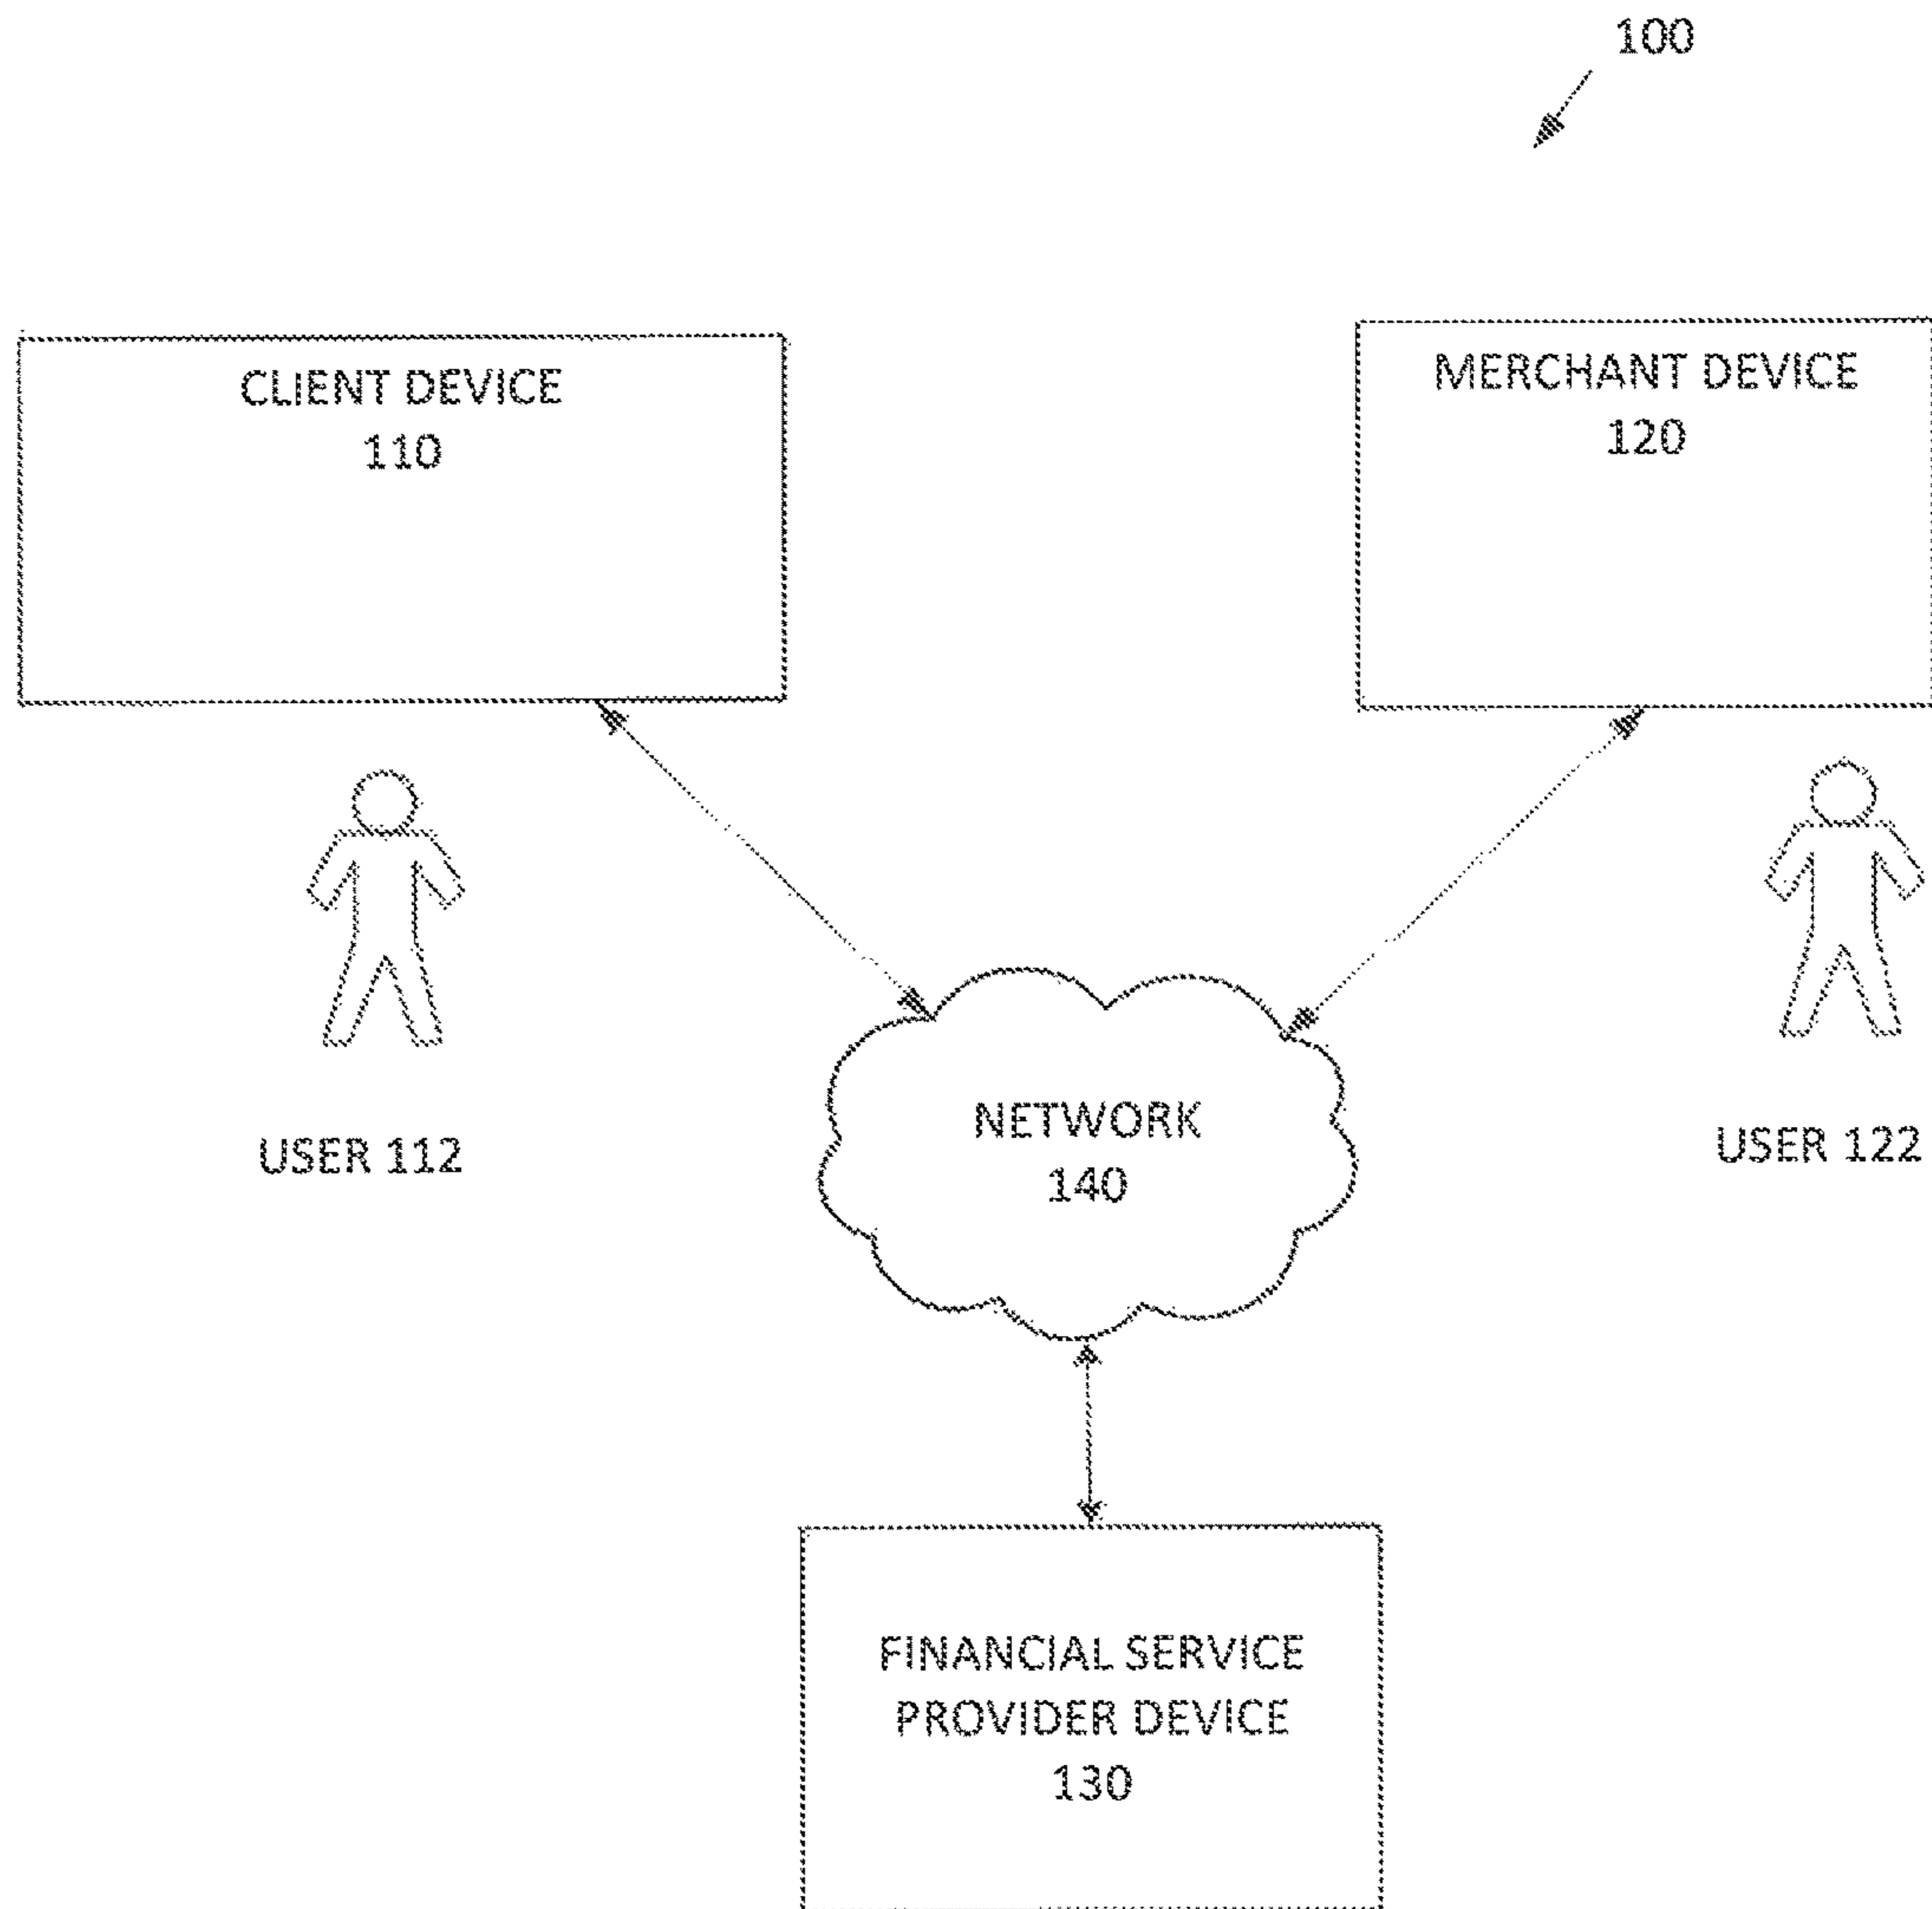 100
CLIENT DEVICE
110
MERCHANT DEVICE
120
USER 112
NETWORK
140
USER 122
FINANCIAL SERVICE
PROVIDER DEVICE
130